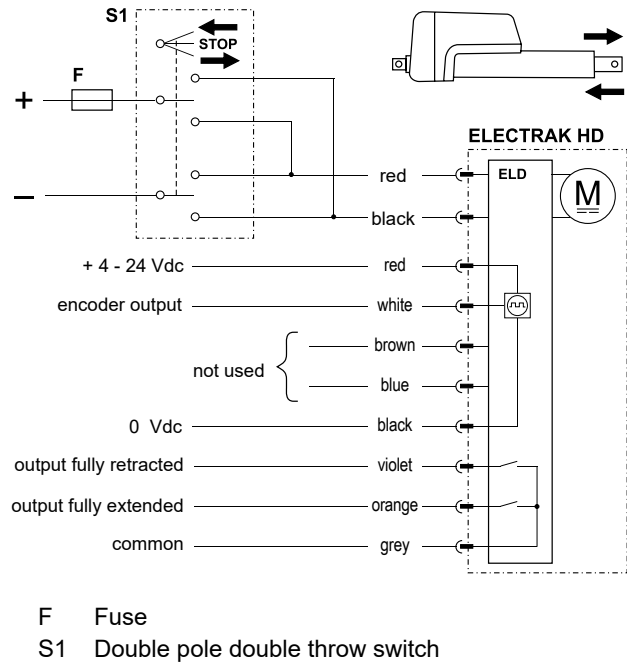 S1
STOP
F
+
–
ELECTRAK HD
ELD
M
red
black
+ 4 - 24 Vdc red
encoder output white
not used
brown
blue
0 Vdc black
output fully retracted violet
output fully extended orange
common grey
F Fuse
S1 Double pole double throw switch